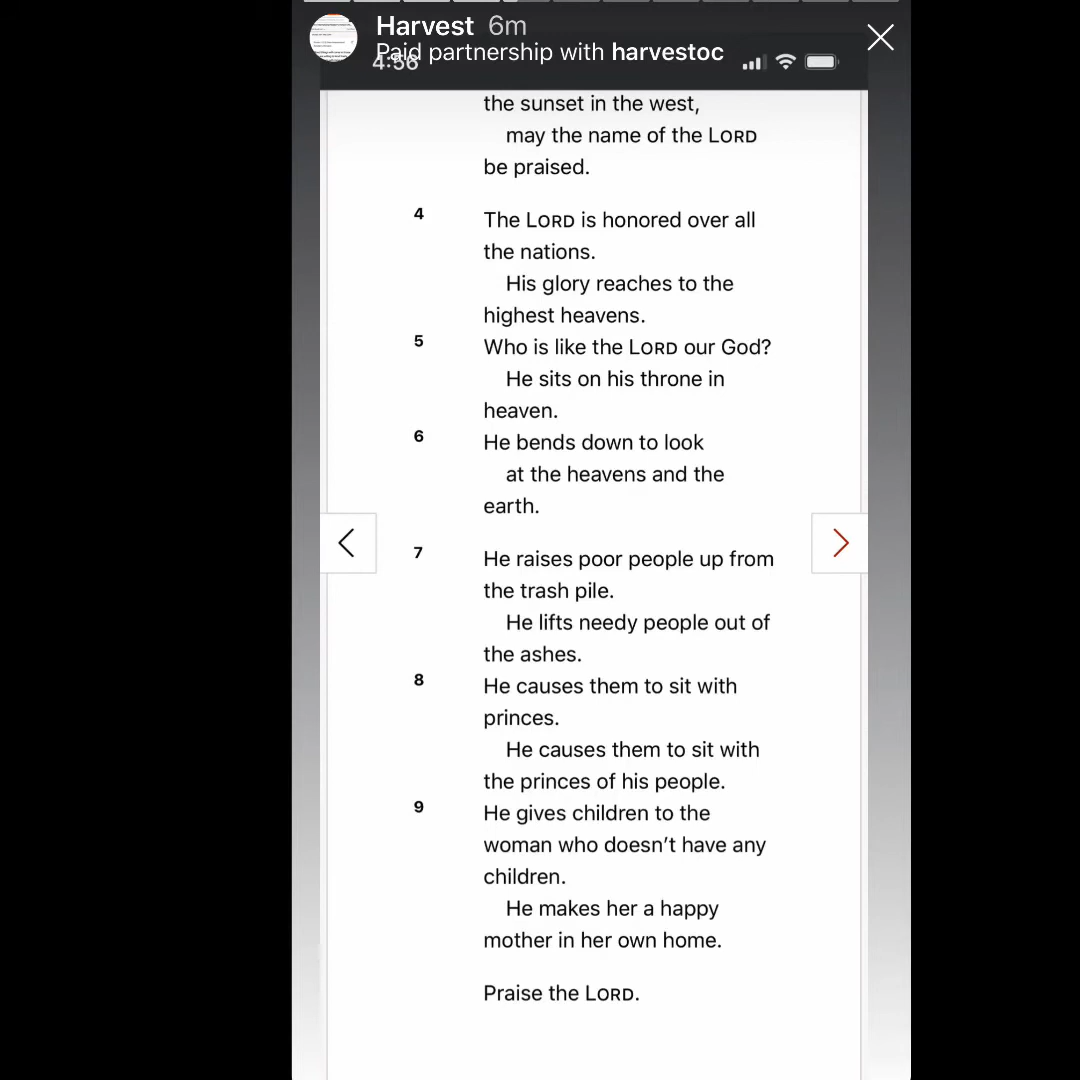 Harvest 6m
Paid partnership with harvestoc
4:56
the sunset in the west,
may the name of the LORD
be praised.
4 The LORD is honored over all
the nations.
His glory reaches to the
highest heavens.
5 Who is like the LORD our God?
He sits on his throne in
heaven.
6 He bends down to look
at the heavens and the
earth.
7 He raises poor people up from
the trash pile.
He lifts needy people out of
the ashes.
8 He causes them to sit with
princes.
He causes them to sit with
the princes of his people.
9 He gives children to the
woman who doesn’t have any
children.
He makes her a happy
mother in her own home.
Praise the LORD.